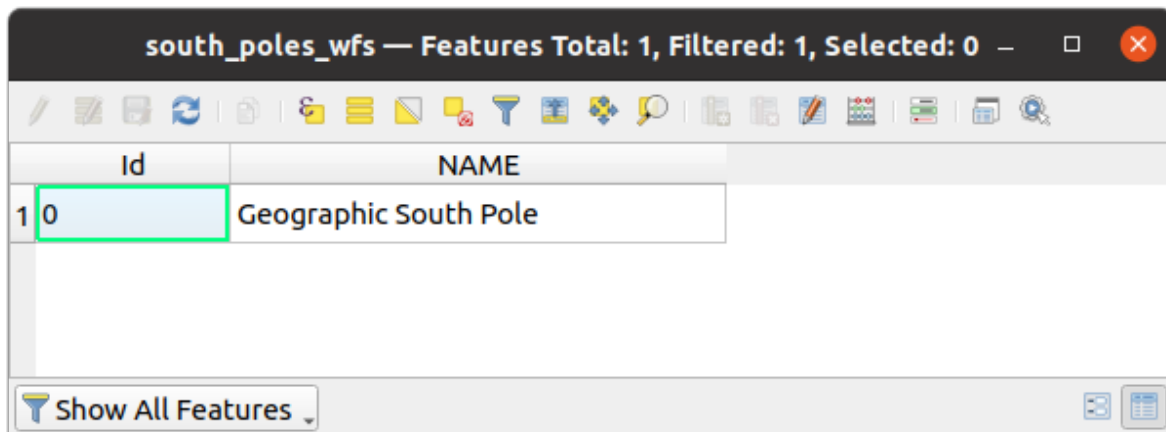 south_poles_wfs — Features Total: 1, Filtered: 1, Selected: 0
Id NAME
1 0 Geographic South Pole
Show All Features